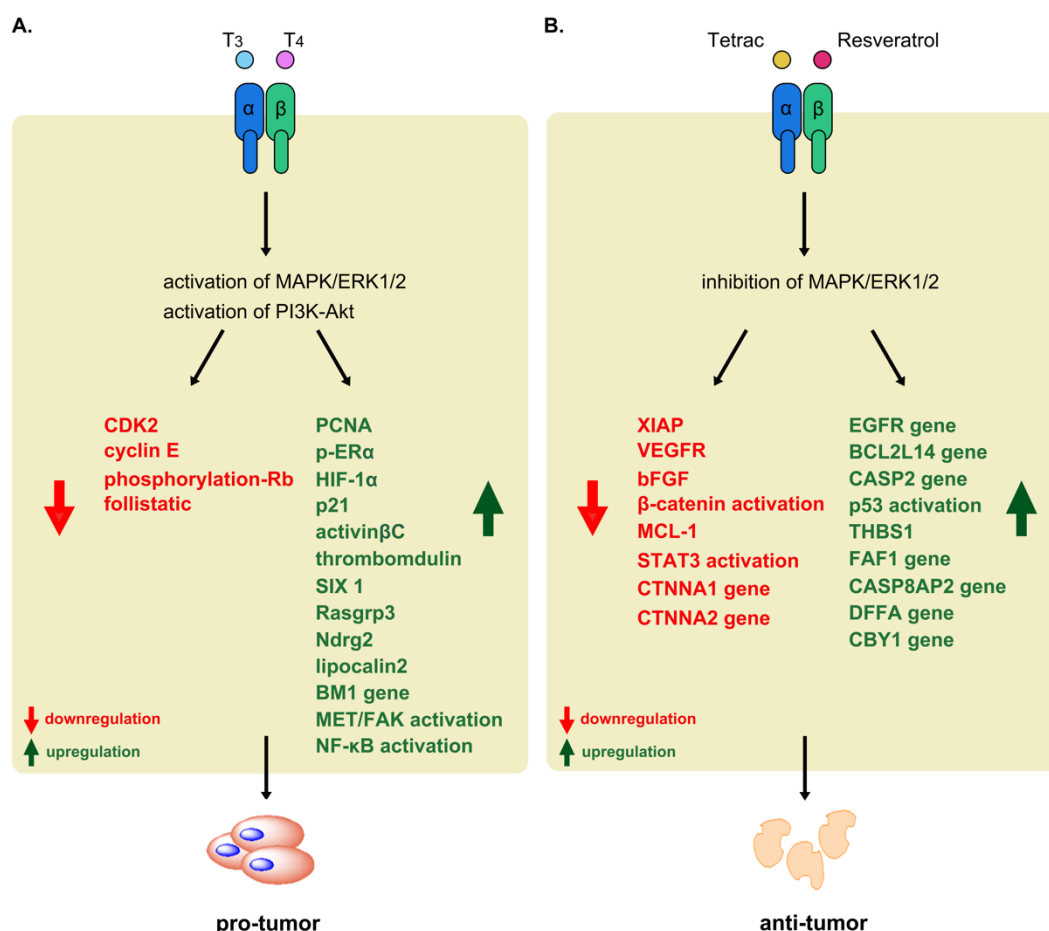 A.
T3 T4
α β
activation of MAPK/ERK1/2
activation of PI3K-Akt
CDK2
cyclin E
phosphorylation-Rb
follistatic
PCNA
p-ERα
HIF-1α
p21
activinβC
thrombomdulin
SIX 1
Rasgrp3
Ndrg2
lipocalin2
BM1 gene
MET/FAK activation
NF-κB activation
downregulation
upregulation
pro-tumor
B.
Tetrac Resveratrol
α β
inhibition of MAPK/ERK1/2
XIAP
VEGFR
bFGF
β-catenin activation
MCL-1
STAT3 activation
CTNNA1 gene
CTNNA2 gene
EGFR gene
BCL2L14 gene
CASP2 gene
p53 activation
THBS1
FAF1 gene
CASP8AP2 gene
DFFA gene
CBY1 gene
downregulation
upregulation
anti-tumor